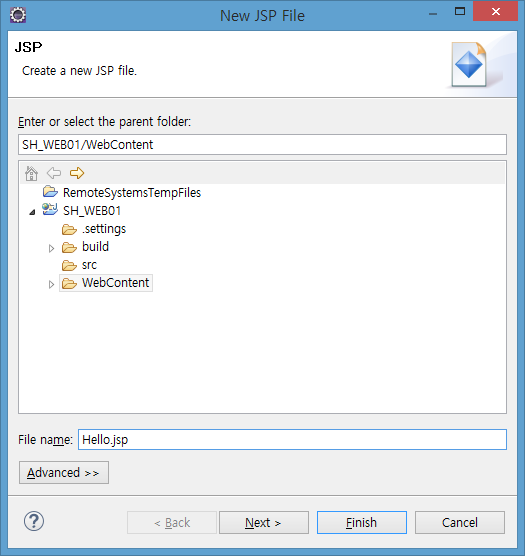 New JSP File
JSP
Create a new JSP file.
Enter or select the parent folder:
SH_WEB01/WebContent
RemoteSystemsTempFiles
SH_WEB01
.settings
build
src
WebContent
File name: Hello.jsp
Advanced >>
? < Back Next > Finish Cancel